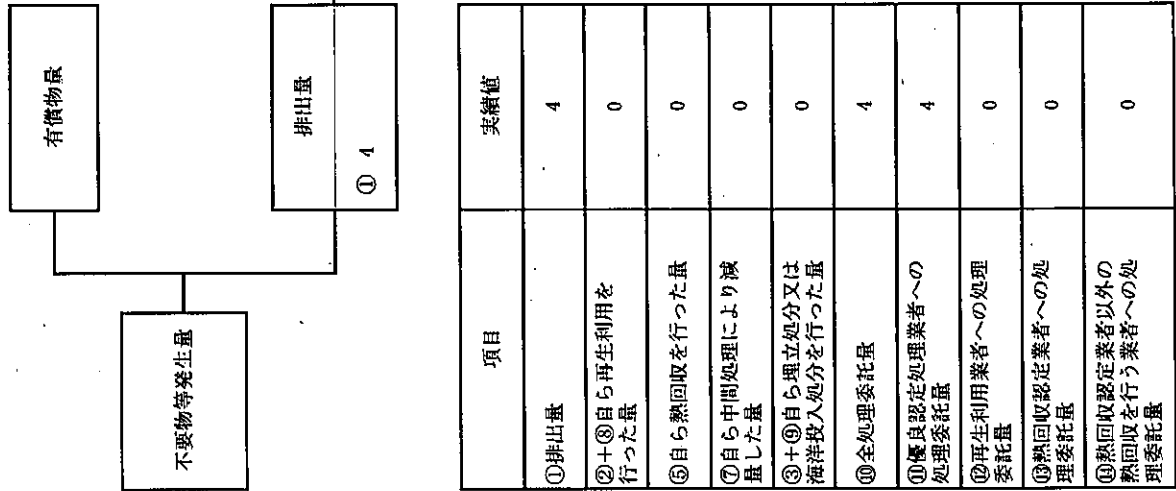 不要物等発生量
有償物量
排出量
① 4
項目
実績値
①排出量
4
②+⑧自ら再生利用を
行った量
0
⑤自ら熱回収を行った量
0
⑦自ら中間処理により減
量した量
0
③+⑨自ら埋立処分又は
海洋投入処分を行った量
0
⑩全処理委託量
4
⑪優良認定処理業者への
処理委託量
4
⑫再生利用業者への処理
委託量
0
⑬熱回収認定業者への処
理委託量
0
⑭熱回収認定業者以外の
熱回収を行う業者への処
理委託量
0